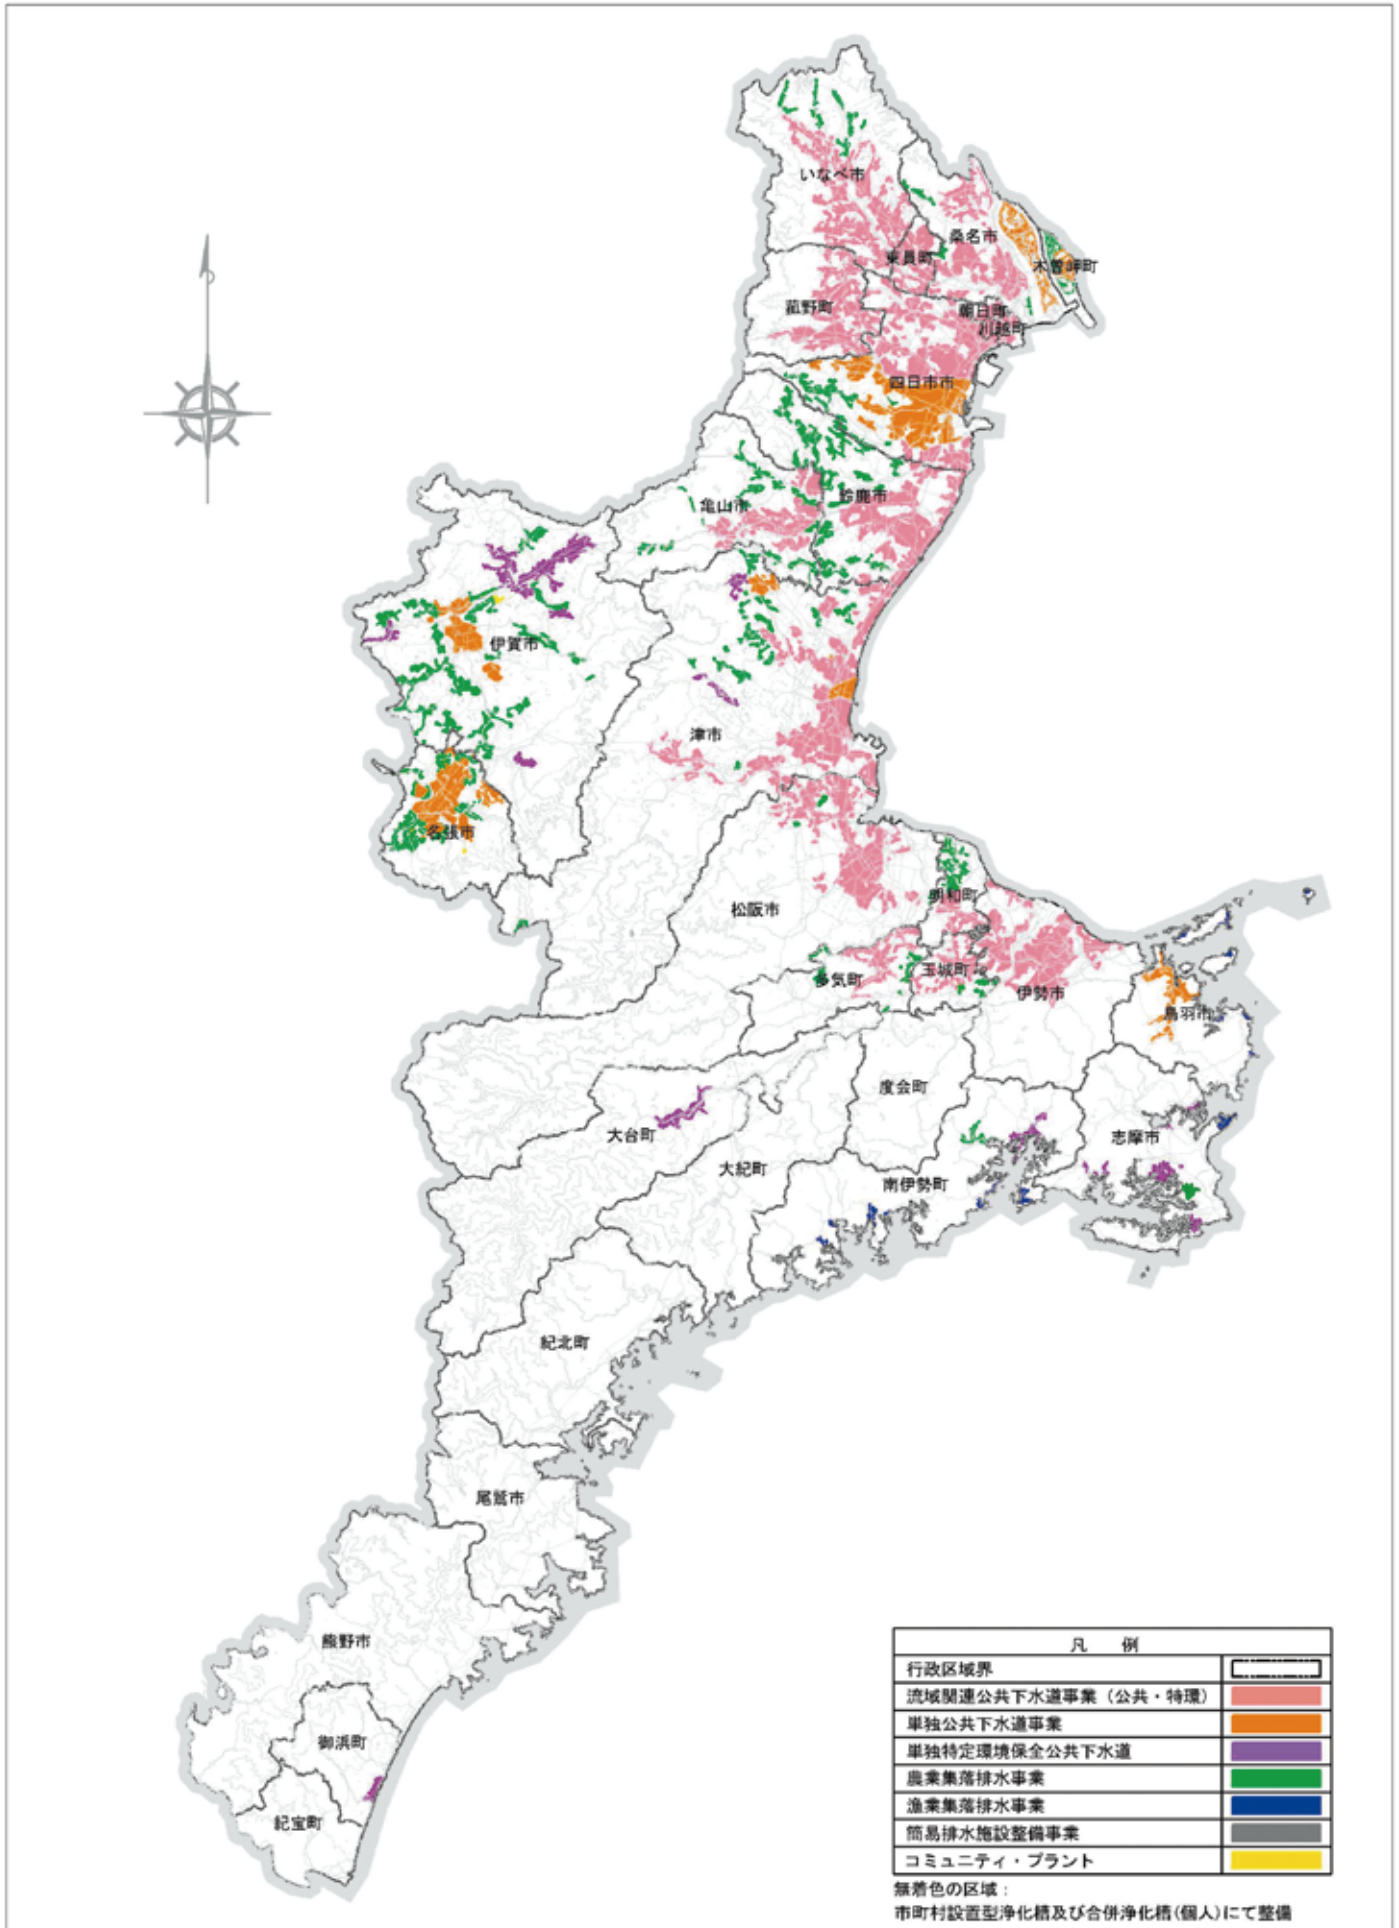 いなべ市
桑名市
東員町
木曽岬町
菰野町
朝日町
川越町
四日市市
亀山市
鈴鹿市
伊賀市
津市
名張市
松阪市
明和町
多気町
玉城町
伊勢市
鳥羽市
度会町
大台町
志摩市
大紀町
南伊勢町
紀北町
尾鷲市
熊野市
御浜町
紀宝町
凡 例
行政区域界
流域関連公共下水道事業（公共・特環）
単独公共下水道事業
単独特定環境保全公共下水道
農業集落排水事業
漁業集落排水事業
簡易排水施設整備事業
コミュニティ・プラント
無着色の区域：
市町村設置型浄化槽及び合併浄化槽(個人)にて整備